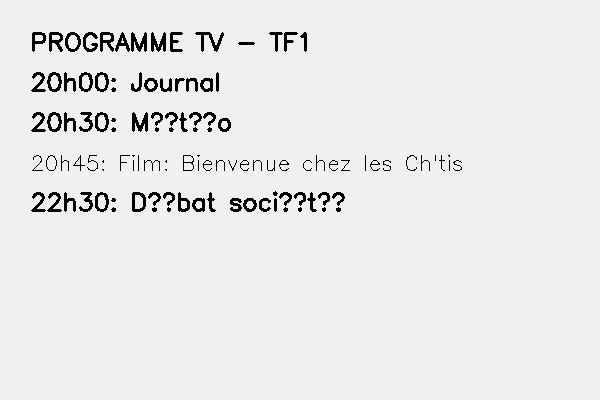 PROGRAMME TV - TF1
20h00: Journal
20h30: M??t??o
20h45: Film: Bienvenue chez les Ch'tis
22h30: D??bat soci??t??